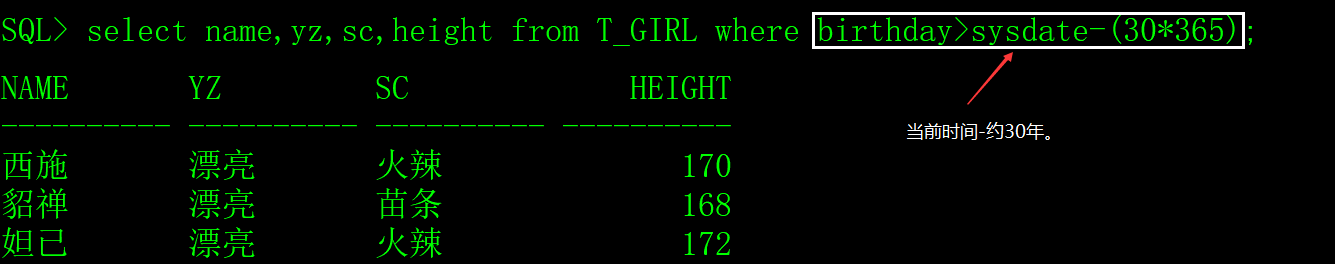 SQL> select name,yz,sc,height from T_GIRL where birthday>sysdate-(30*365);
NAME YZ SC HEIGHT
---------- ---------- ---------- ----------
当前时间-约30年。
西施 漂亮 火辣 170
貂禅 漂亮 苗条 168
妲已 漂亮 火辣 172